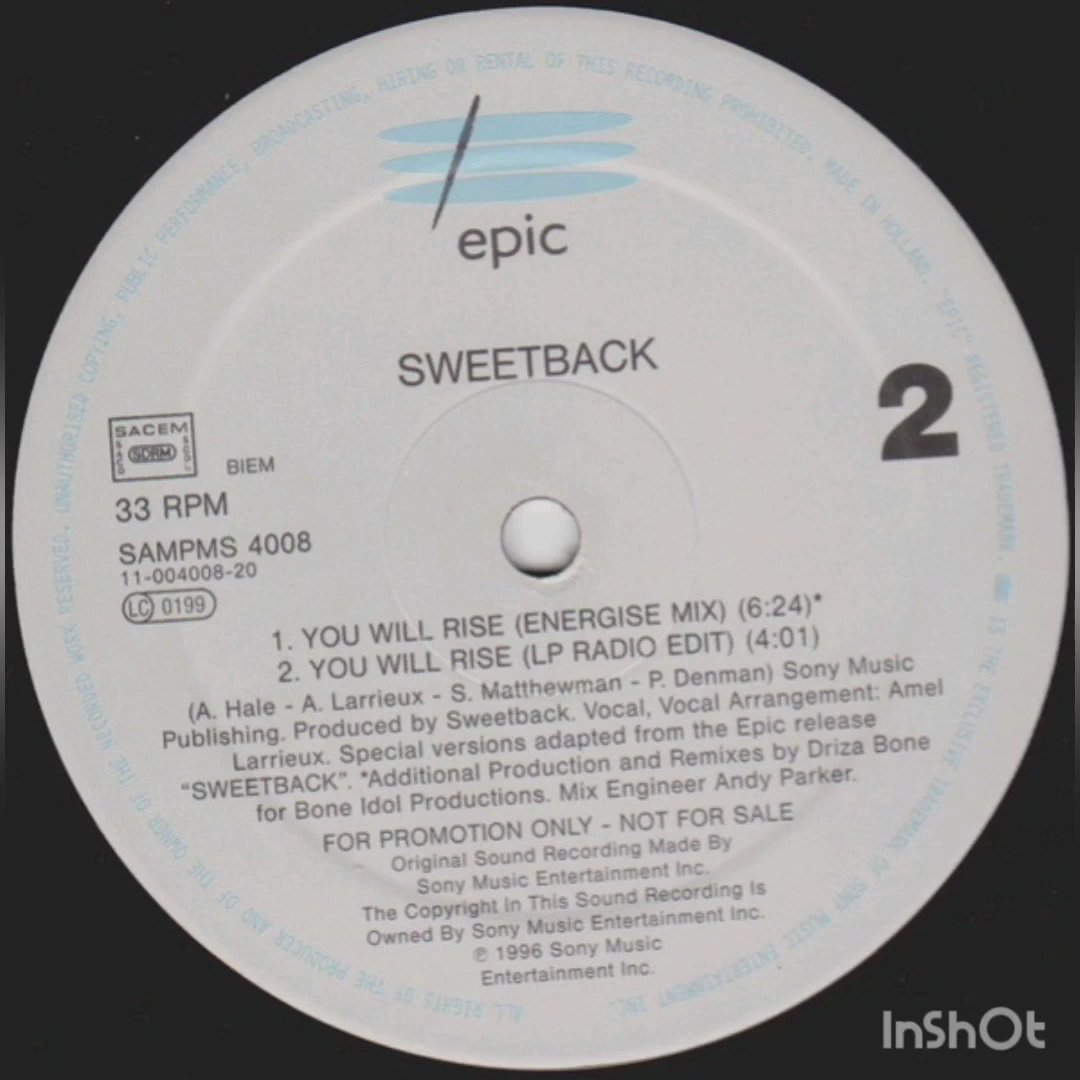 epic
SWEETBACK
2
SACEM
SDRM
BIEM
33 RPM
SAMPMS 4008
11-004008-20
LC 0199
1. YOU WILL RISE (ENERGISE MIX) (6:24)*
2. YOU WILL RISE (LP RADIO EDIT) (4:01)
(A. Hale - A. Larrieux - S. Matthewman - P. Denman) Sony Music
Publishing. Produced by Sweetback. Vocal, Vocal Arrangement: Amel
Larrieux. Special versions adapted from the Epic release
“SWEETBACK”. *Additional Production and Remixes by Driza Bone
for Bone Idol Productions. Mix Engineer Andy Parker.
FOR PROMOTION ONLY - NOT FOR SALE
Original Sound Recording Made By
Sony Music Entertainment Inc.
The Copyright In This Sound Recording Is
Owned By Sony Music Entertainment Inc.
℗ 1996 Sony Music
Entertainment Inc.
ALL RIGHTS OF THE PRODUCER AND OF THE OWNER OF THE RECORDED WORK RESERVED. UNAUTHORISED COPYING, PUBLIC PERFORMANCE, BROADCASTING, HIRING OR RENTAL OF THIS RECORDING PROHIBITED. MADE IN HOLLAND. "EPIC" REGISTERED TRADEMARK. IS THE EXCLUSIVE TRADEMARK OF SONY MUSIC ENTERTAINMENT INC.
InShOt